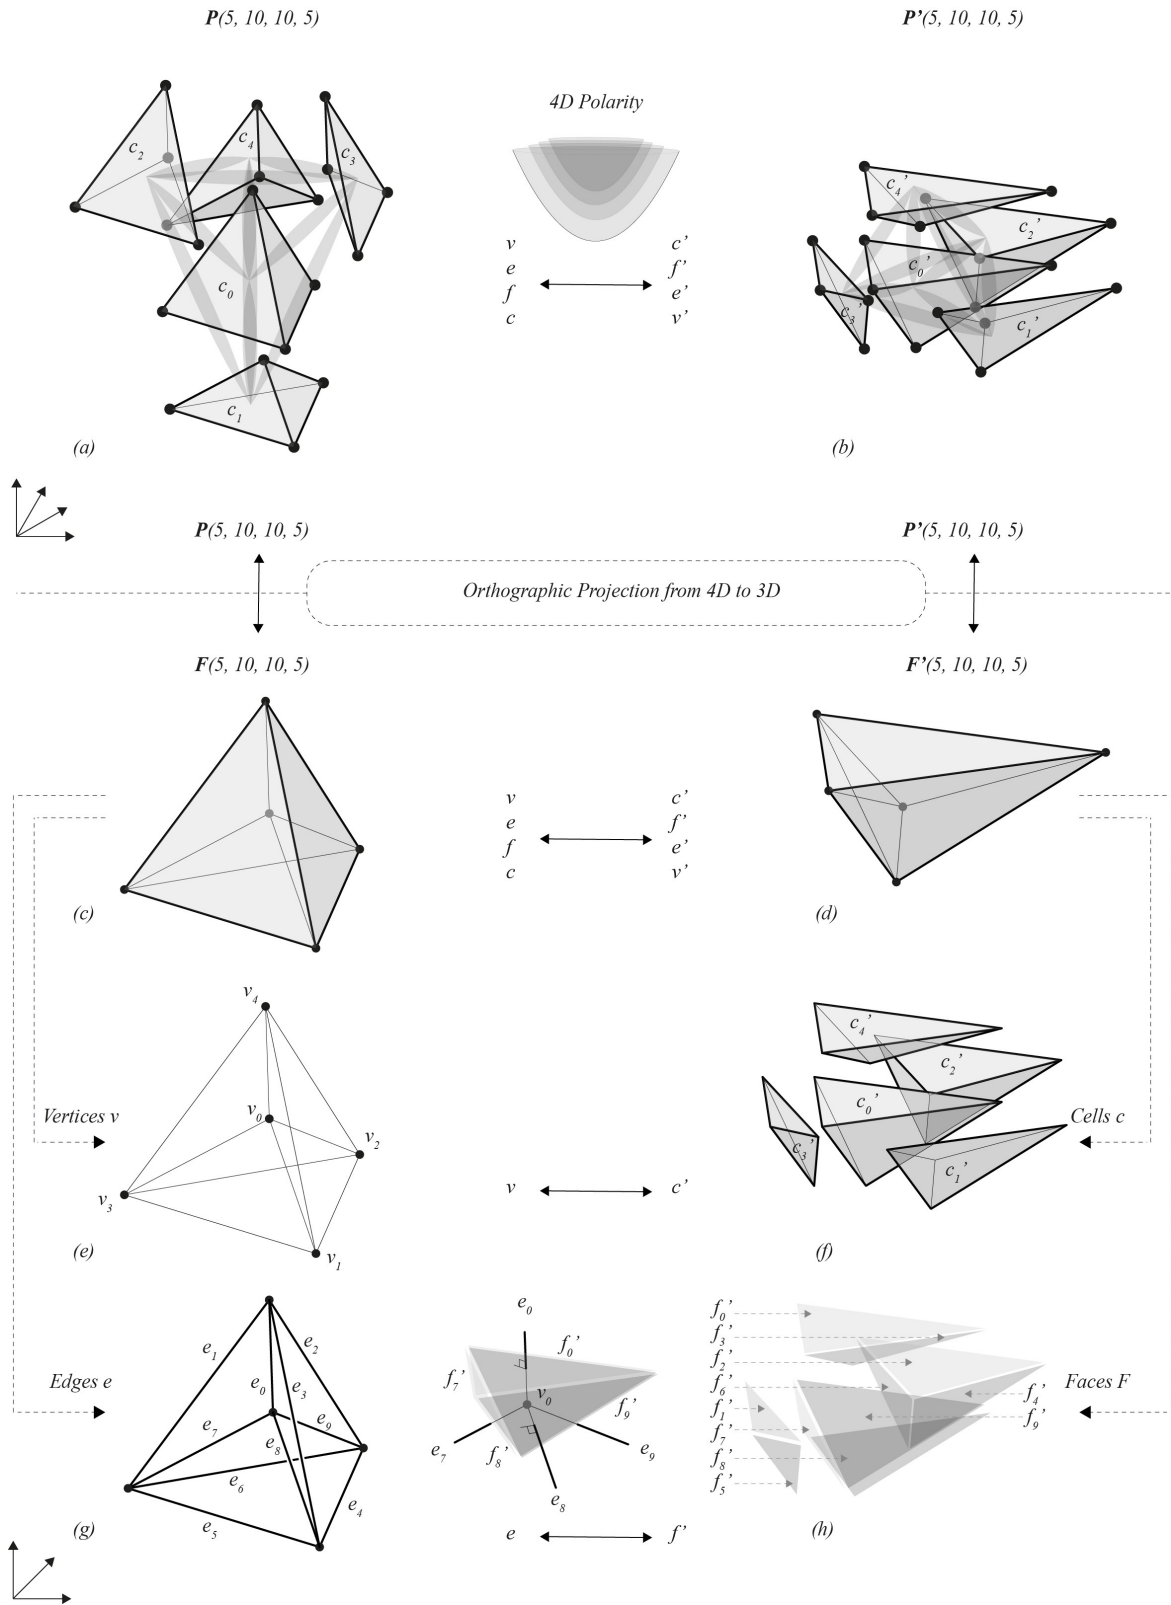 P(5, 10, 10, 5)
P’(5, 10, 10, 5)
4D Polarity
c2
c4
c3
c0
c1
v c’
e f’
f e’
c v’
c4’
c2’
c0’
c3’
c1’
(a)
(b)
P(5, 10, 10, 5)
P’(5, 10, 10, 5)
Orthographic Projection from 4D to 3D
F(5, 10, 10, 5)
F’(5, 10, 10, 5)
v c’
e f’
f e’
c v’
(c)
(d)
v4
v0
v2
v3
v1
Vertices v
v c’
c4’
c2’
c0’
c3’
c1’
Cells c
(e)
(f)
Edges e
e1
e2
e0
e3
e7
e9
e8
e6
e4
e5
e0
f0’
f7’
v0
f9’
e7
f8’
e9
e8
e f’
f0’
f3’
f2’
f6’
f4’
f1’
f9’
f7’
f8’
f5’
Faces F
(g)
(h)